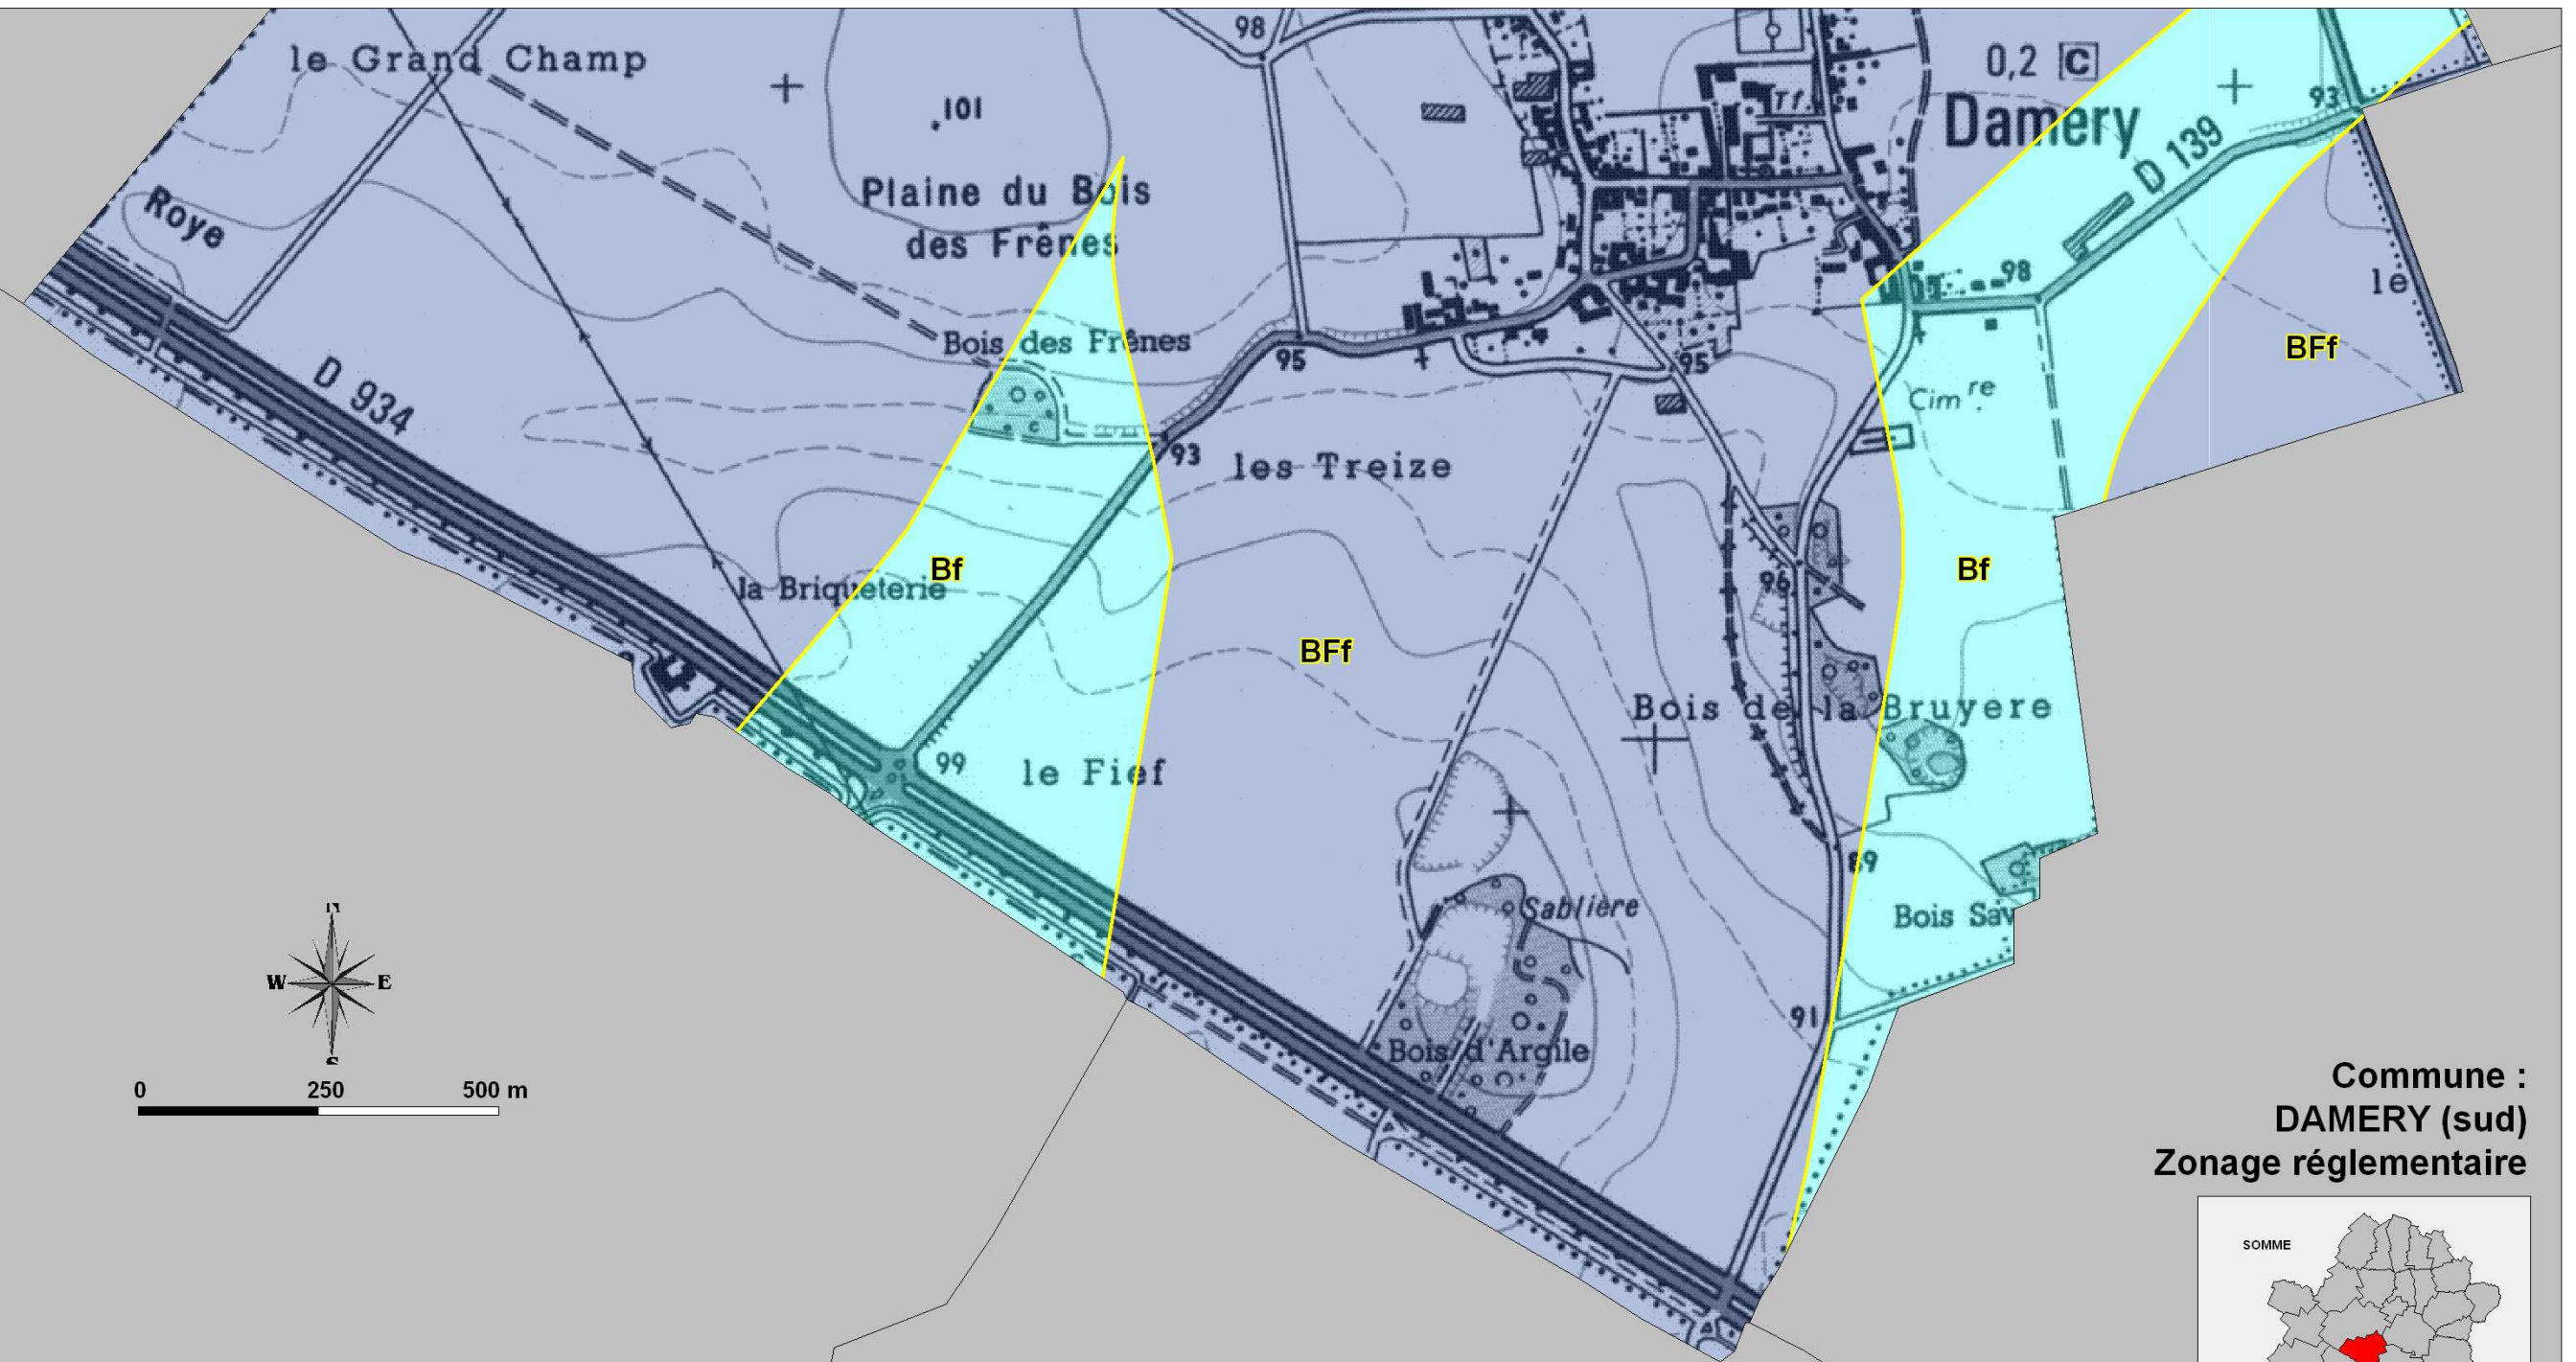 98
le Grand Champ
0,2 C
101
Tf.
93
Damery
D 139
Plaine du Bois
des Frênes
Roye
98
le
Bois des Frênes
95
95
BFf
D 934
Cim re
93
les Treize
Bf
Bf
la Briqueterie
96
BFf
Bois de la Bruyere
99
le Fief
89
Sablière
Bois Sav
N
W E
S
91
Bois d'Argile
0 250 500 m
Commune :
DAMERY (sud)
Zonage réglementaire
SOMME